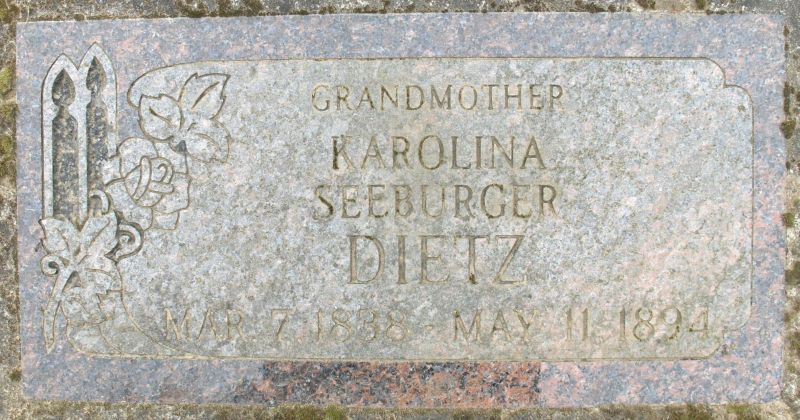 GRANDMOTHER
KAROLINA
SEEBURGER
DIETZ
MAR 7, 1838 - MAY 11, 1894